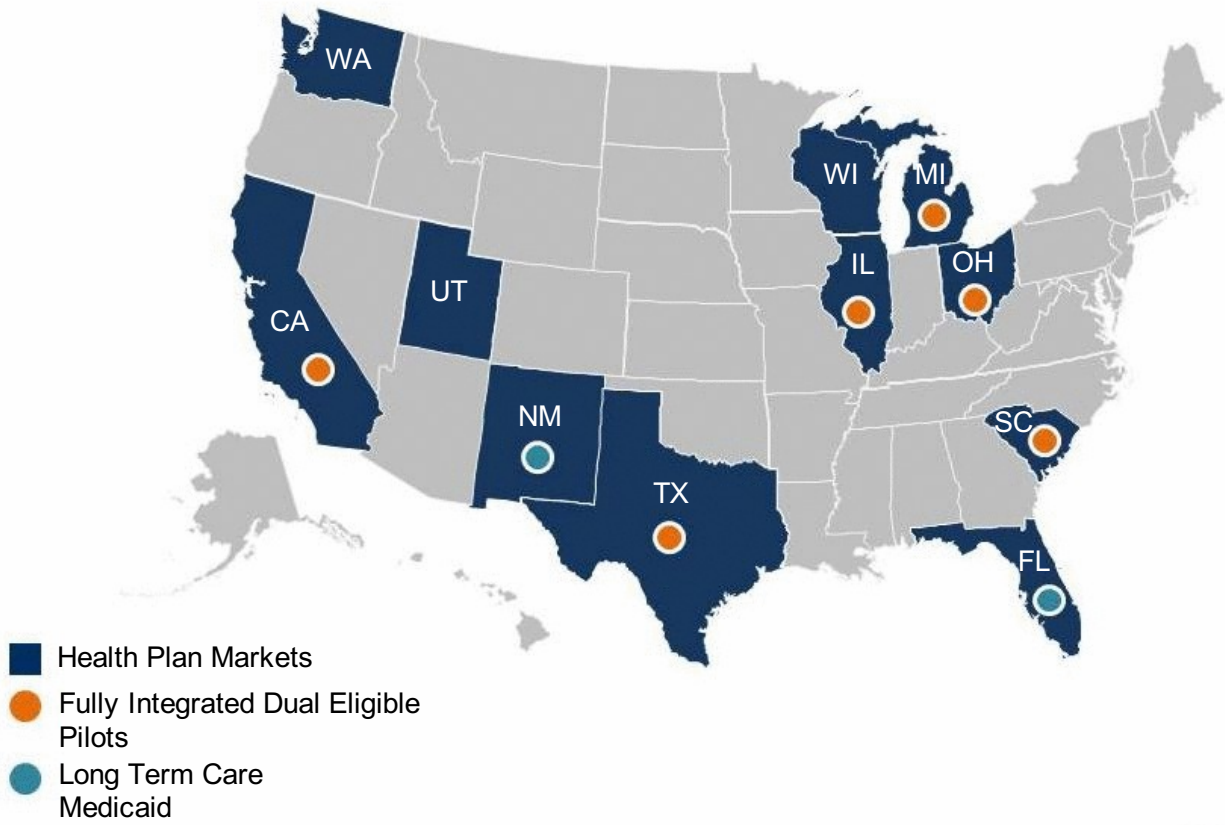 WA
WI
MI
IL
OH
UT
CA
NM
SC
TX
FL
Health Plan Markets
Fully Integrated Dual Eligible
Pilots
Long Term Care
Medicaid